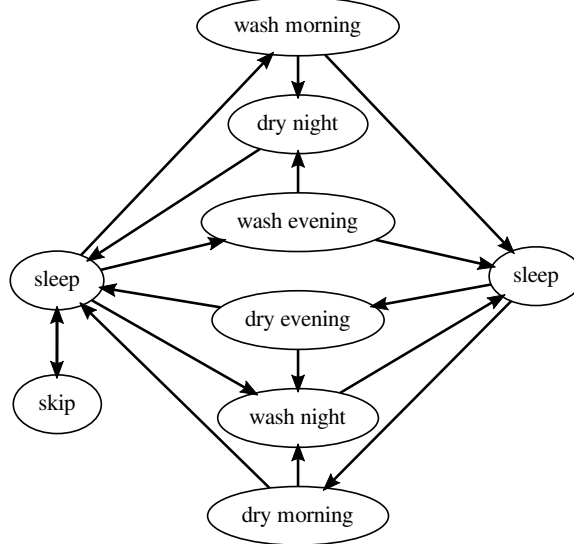 wash morning
dry night
wash evening
sleep
sleep
dry evening
skip
wash night
dry morning